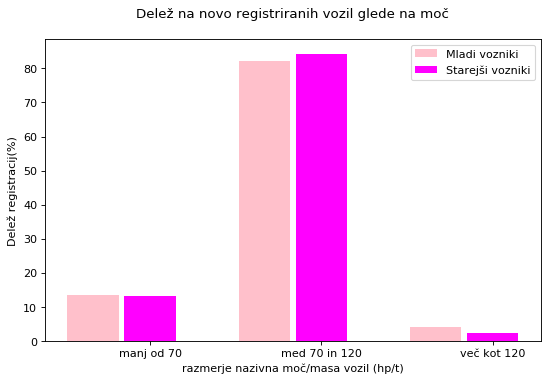 Delež na novo registriranih vozil glede na moč
Mladi vozniki
Starejši vozniki
Delež registracij(%)
80
70
60
50
40
30
20
10
0
manj od 70
med 70 in 120
več kot 120
razmerje nazivna moč/masa vozil (hp/t)